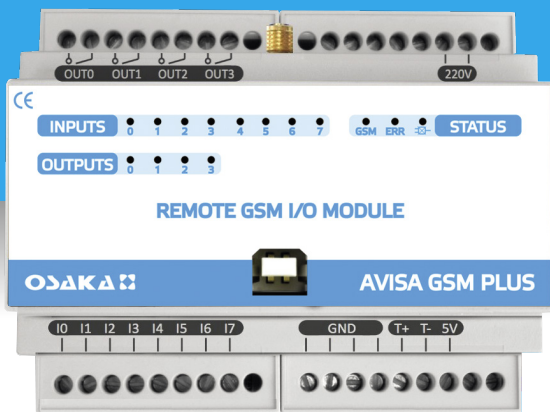 OUT0 OUT1 OUT2 OUT3 220V
CE
INPUTS 0 1 2 3 4 5 6 7 GSM ERR STATUS
OUTPUTS 0 1 2 3
REMOTE GSM I/O MODULE
OSAKA AVISA GSM PLUS
I0 I1 I2 I3 I4 I5 I6 I7 GND T+ T- 5V